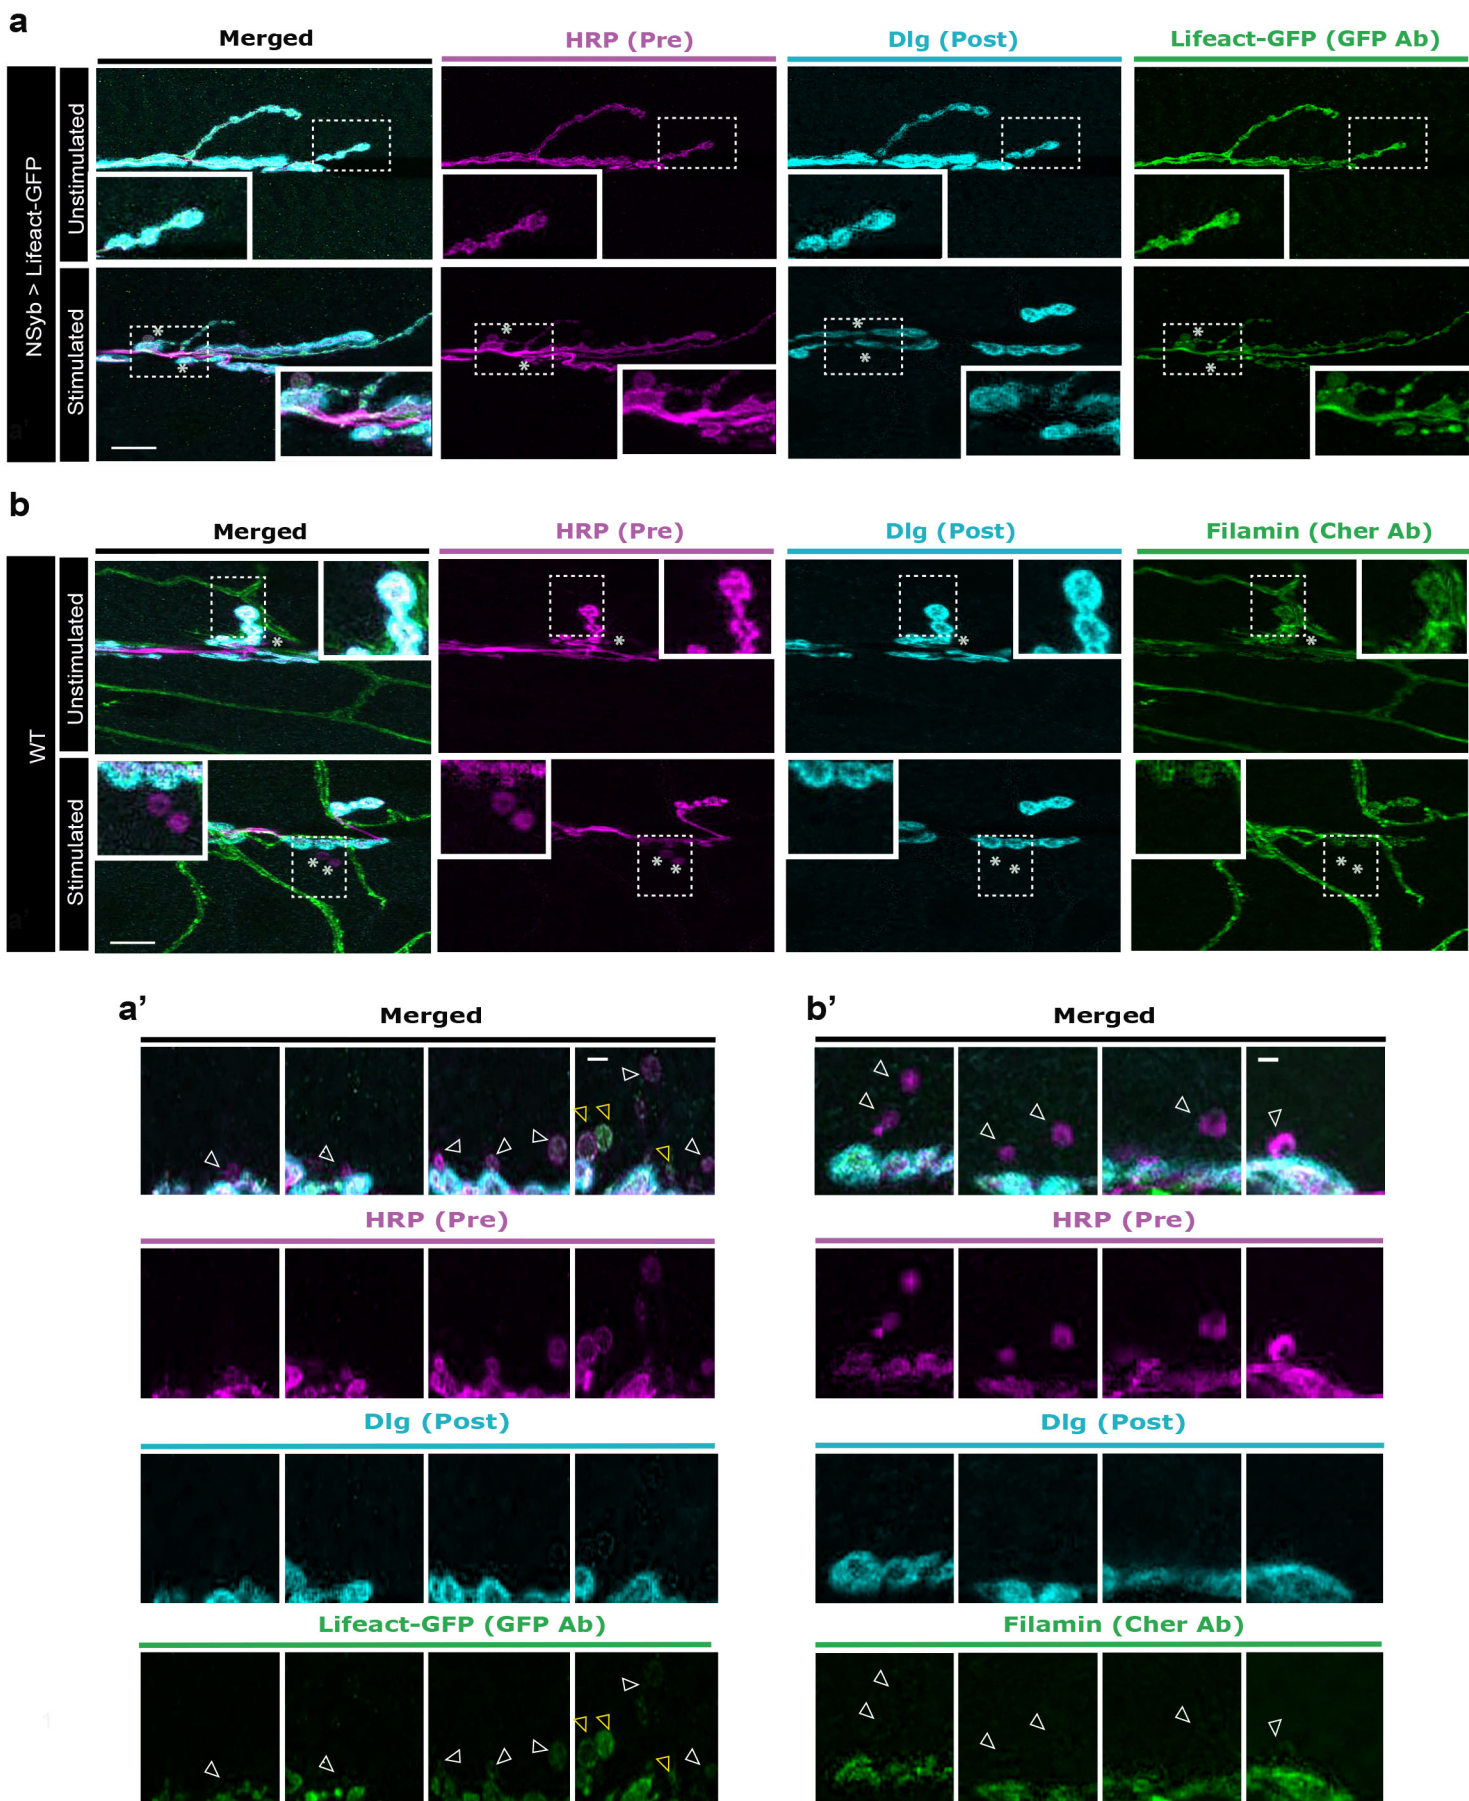 a
Merged
HRP (Pre)
Dlg (Post)
Lifeact-GFP (GFP Ab)
NSyb > Lifeact-GFP
Unstimulated
*
*
*
*
*
*
*
*
Stimulated
b
Merged
HRP (Pre)
Dlg (Post)
Filamin (Cher Ab)
WT
Unstimulated
*
*
*
*
Stimulated
* *
* *
* *
* *
a’
Merged
HRP (Pre)
Dlg (Post)
Lifeact-GFP (GFP Ab)
b’
Merged
HRP (Pre)
Dlg (Post)
Filamin (Cher Ab)
1